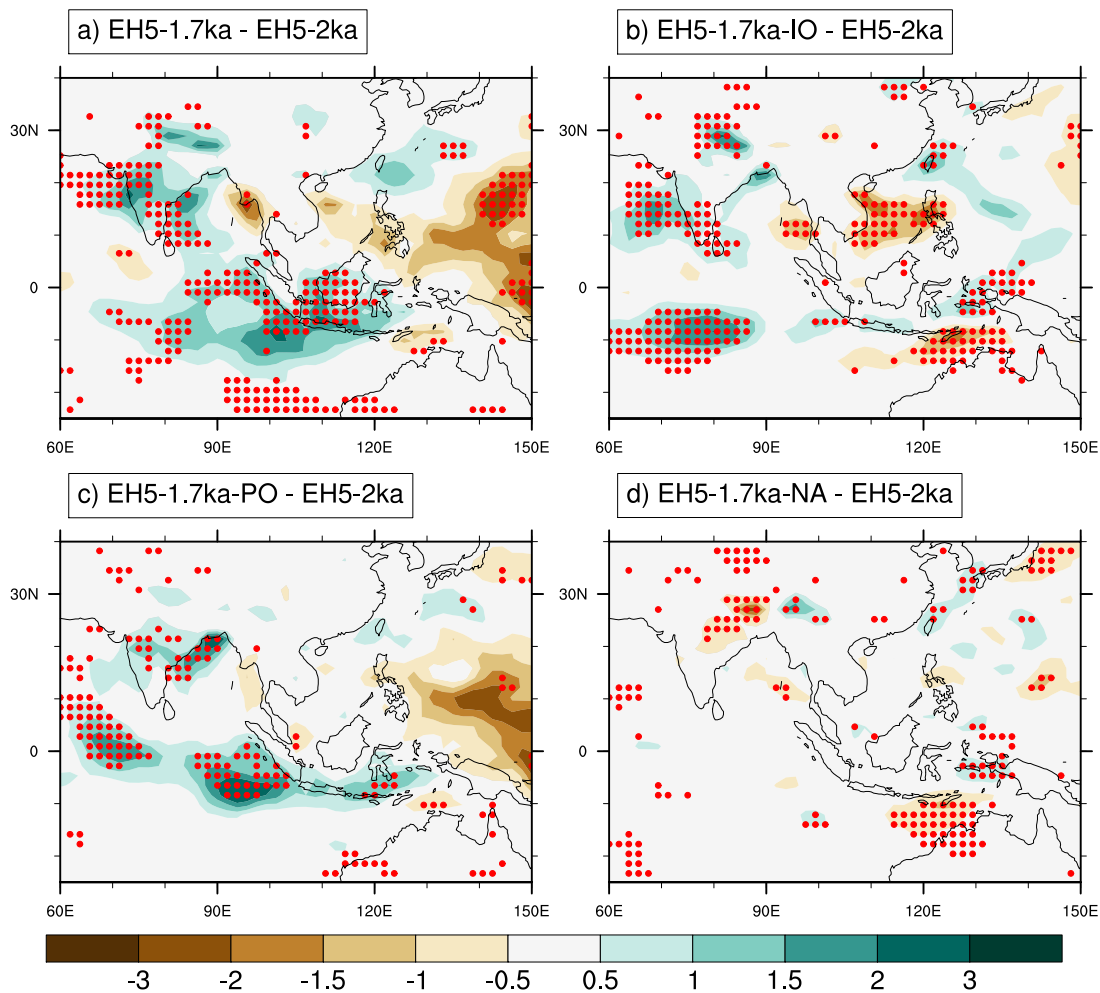 a) EH5-1.7ka - EH5-2ka
b) EH5-1.7ka-IO - EH5-2ka
30N
0
60E 90E 120E 150E
30N
0
60E 90E 120E 150E
c) EH5-1.7ka-PO - EH5-2ka
d) EH5-1.7ka-NA - EH5-2ka
30N
0
60E 90E 120E 150E
30N
0
60E 90E 120E 150E
-3 -2 -1.5 -1 -0.5 0.5 1 1.5 2 3